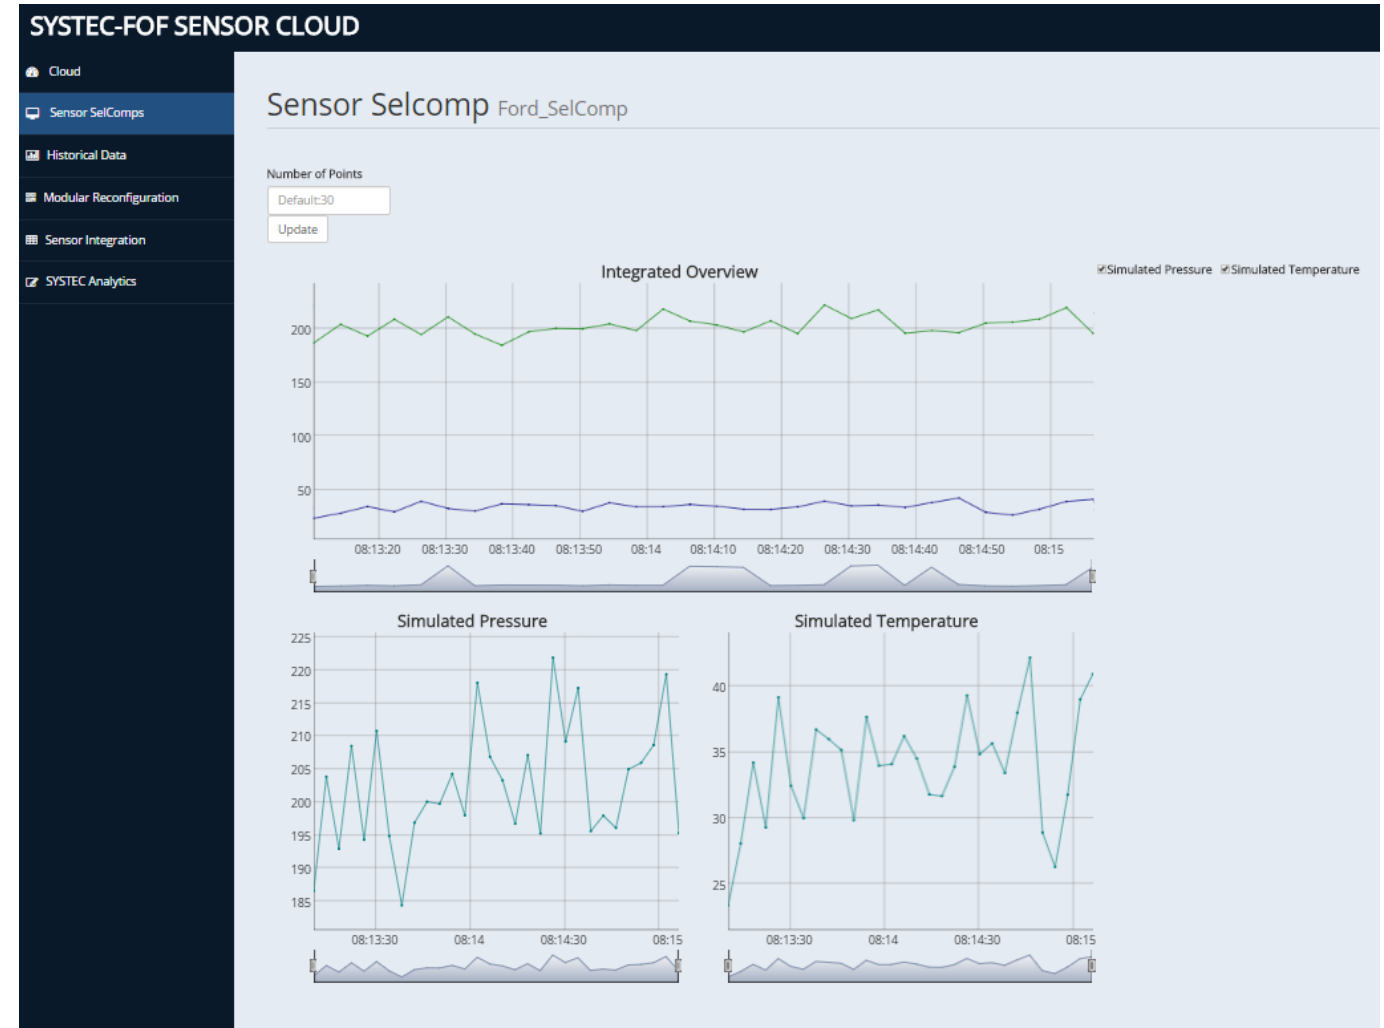 SYSTEC-FOF SENSOR CLOUD
Cloud
Sensor SelComps
Historical Data
Modular Reconfiguration
Sensor Integration
SYSTEC Analytics
Sensor Selcomp Ford_SelComp
Number of Points
Default:30
Update
Integrated Overview
Simulated Pressure Simulated Temperature
200
150
100
50
08:13:20 08:13:30 08:13:40 08:13:50 08:14 08:14:10 08:14:20 08:14:30 08:14:40 08:14:50 08:15
Simulated Pressure
225
220
215
210
205
200
195
190
185
08:13:30 08:14 08:14:30 08:15
Simulated Temperature
40
35
30
25
08:13:30 08:14 08:14:30 08:15